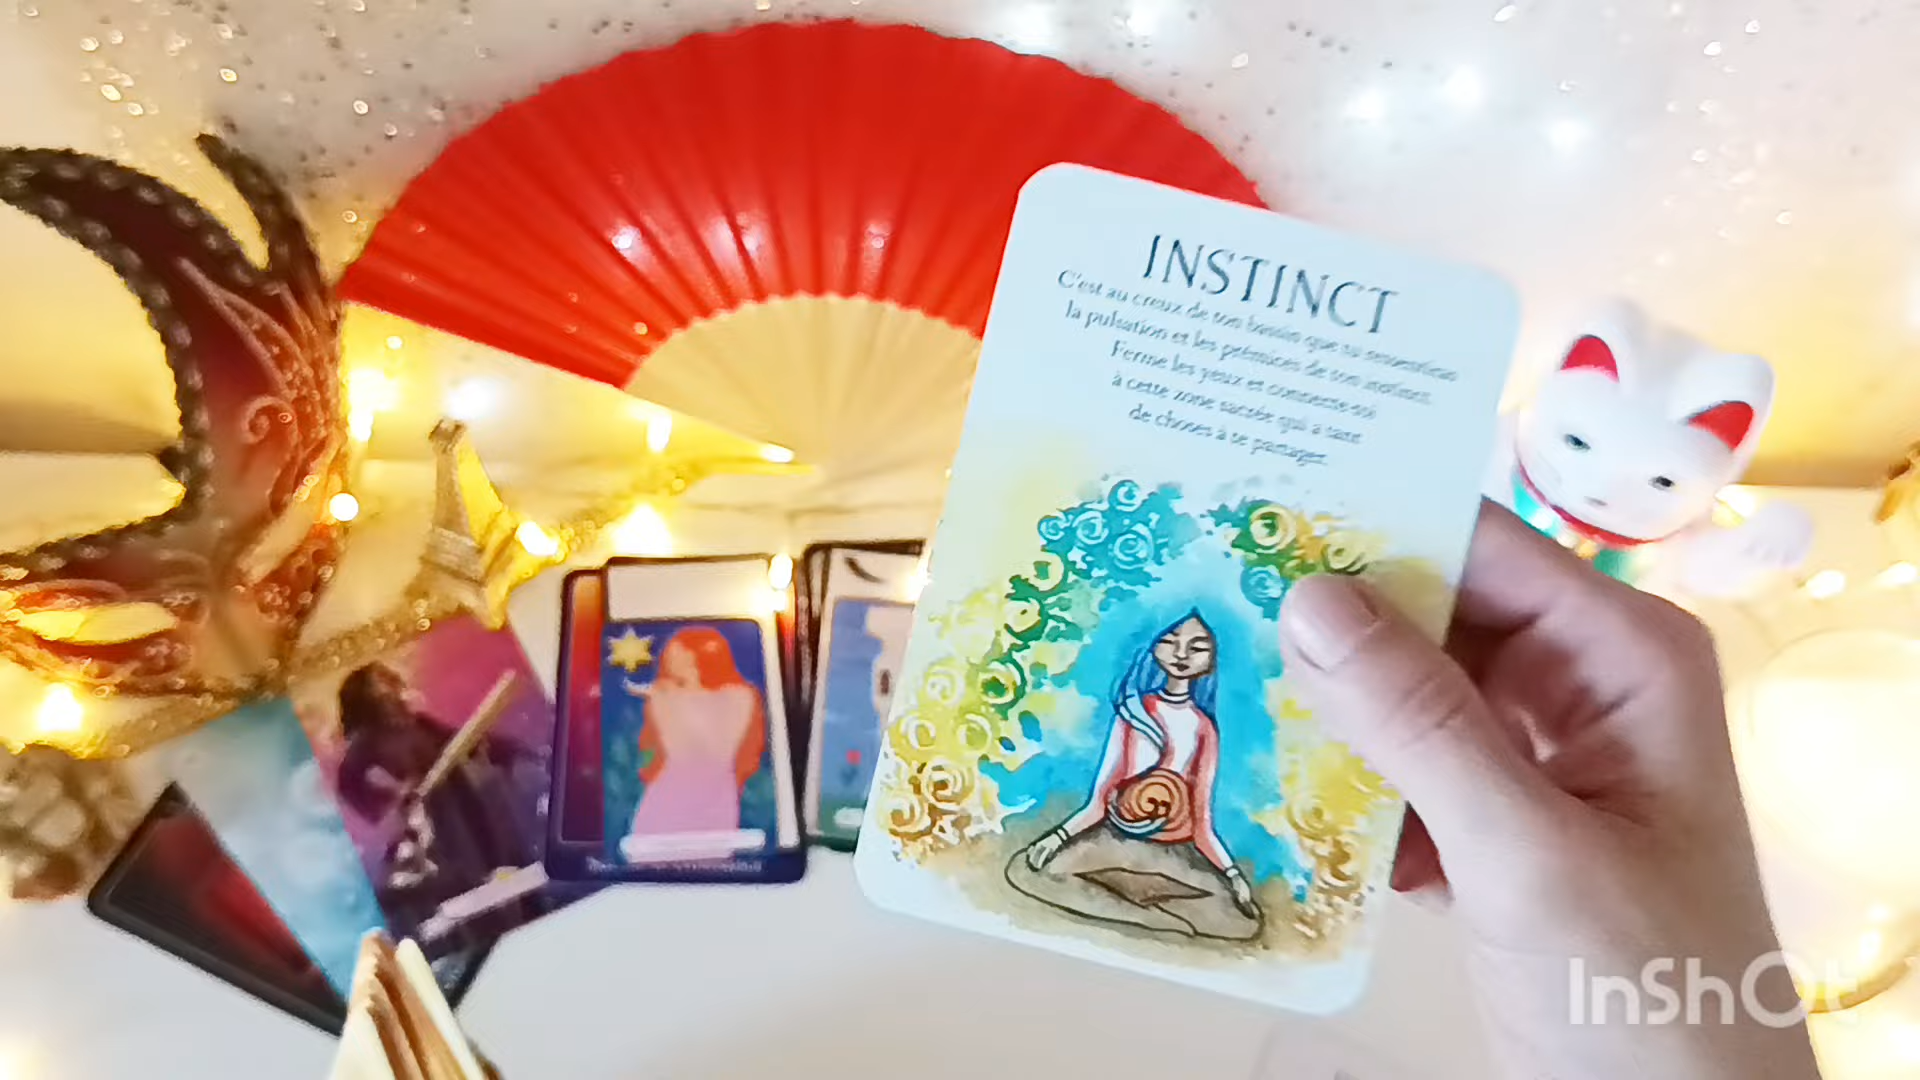 INSTINCT
C'est au creux de ton bassin que tu ressentiras
la pulsation et les prémices de ton instinct.
Ferme les yeux et connecte-toi
à cette zone sacrée qui a tant
de choses à te partager.
InShOt